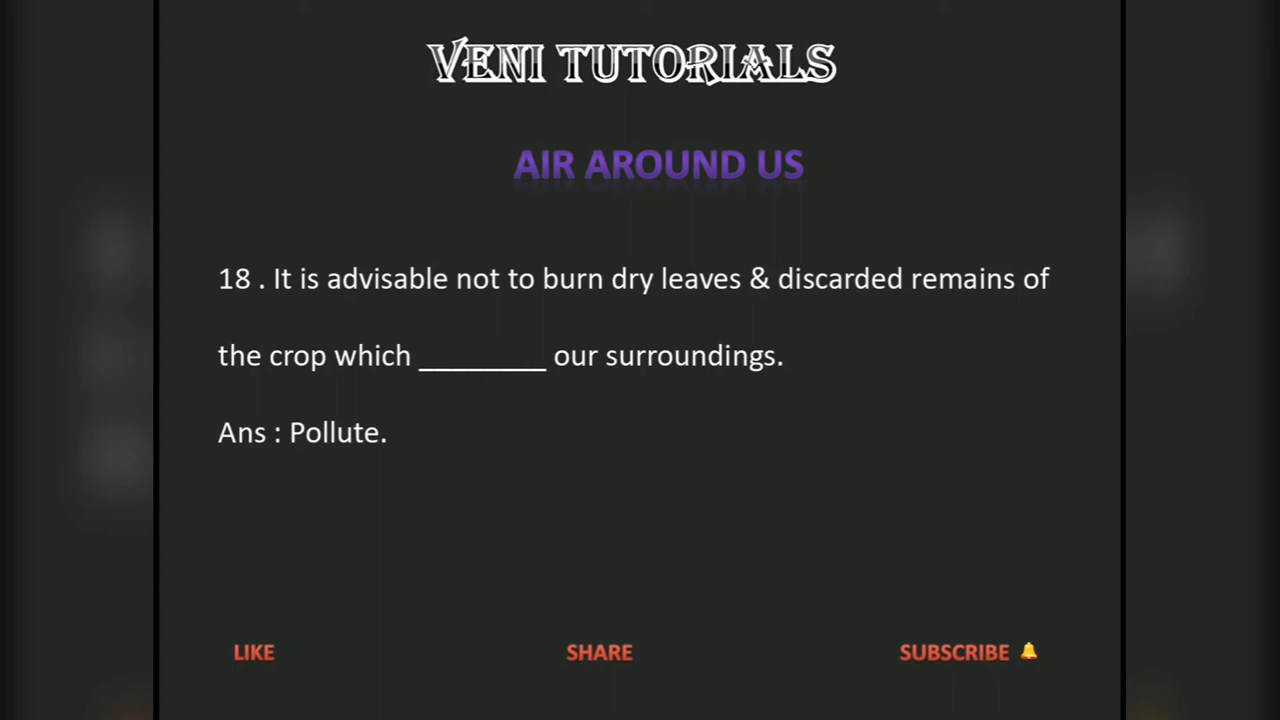 VENI TUTORIALS
AIR AROUND US
18 . It is advisable not to burn dry leaves & discarded remains of
the crop which ________ our surroundings.
Ans : Pollute.
LIKE SHARE SUBSCRIBE 🔔